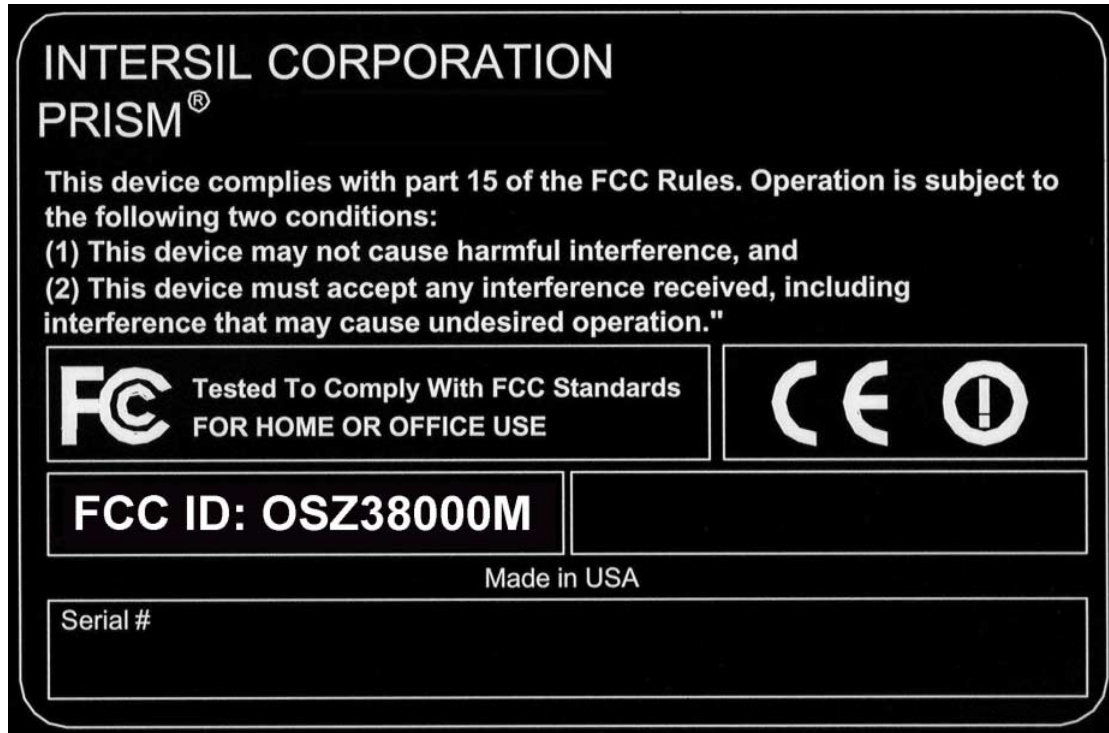 INTERSIL CORPORATION
PRISM®
This device complies with part 15 of the FCC Rules. Operation is subject to
the following two conditions:
(1) This device may not cause harmful interference, and
(2) This device must accept any interference received, including
interference that may cause undesired operation."
FC Tested To Comply With FCC Standards
FOR HOME OR OFFICE USE
CE
FCC ID: OSZ38000M
Made in USA
Serial #